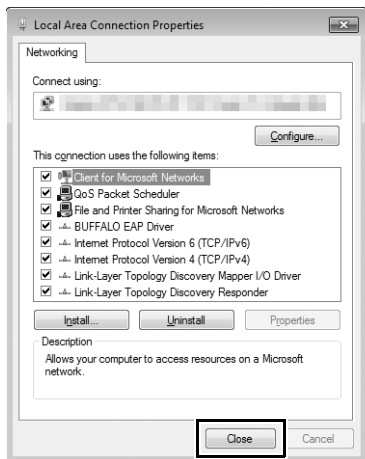 Local Area Connection Properties
Networking
Connect using:
Configure...
This connection uses the following items:
Client for Microsoft Networks
QoS Packet Scheduler
File and Printer Sharing for Microsoft Networks
BUFFALO EAP Driver
Internet Protocol Version 6 (TCP/IPv6)
Internet Protocol Version 4 (TCP/IPv4)
Link-Layer Topology Discovery Mapper I/O Driver
Link-Layer Topology Discovery Responder
Install... Uninstall Properties
Description
Allows your computer to access resources on a Microsoft
network.
Close Cancel